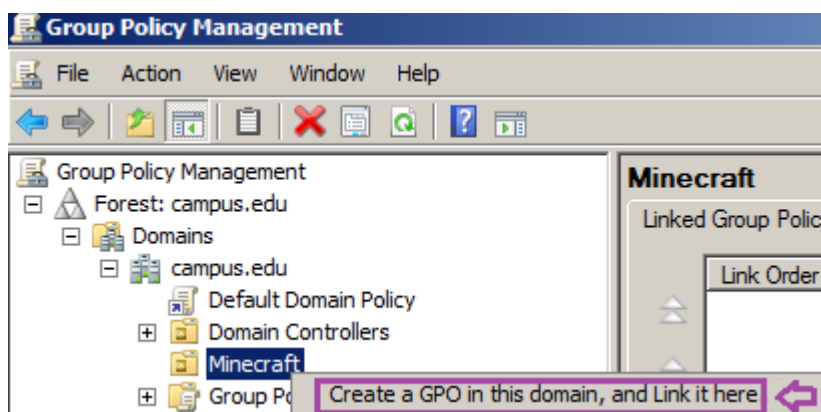 Group Policy Management
File Action View Window Help
Group Policy Management
Forest: campus.edu
Domains
campus.edu
Default Domain Policy
Domain Controllers
Minecraft
Group
Create a GPO in this domain, and Link it here
Minecraft
Linked Group
Link Order